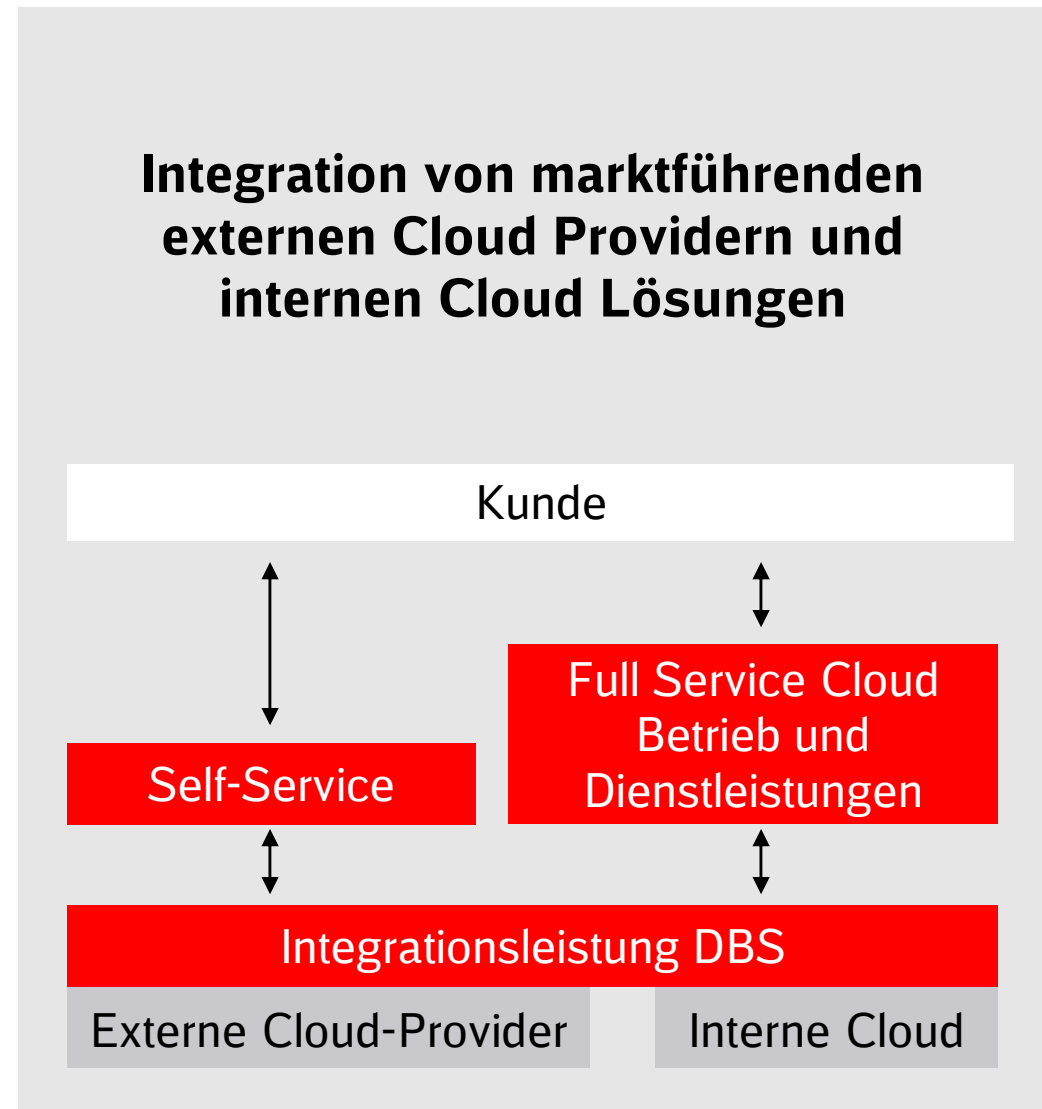 Integration von marktführenden
externen Cloud Providern und
internen Cloud Lösungen
Kunde
Full Service Cloud
Betrieb und
Dienstleistungen
Self-Service
Integrationsleistung DBS
Externe Cloud-Provider
Interne Cloud